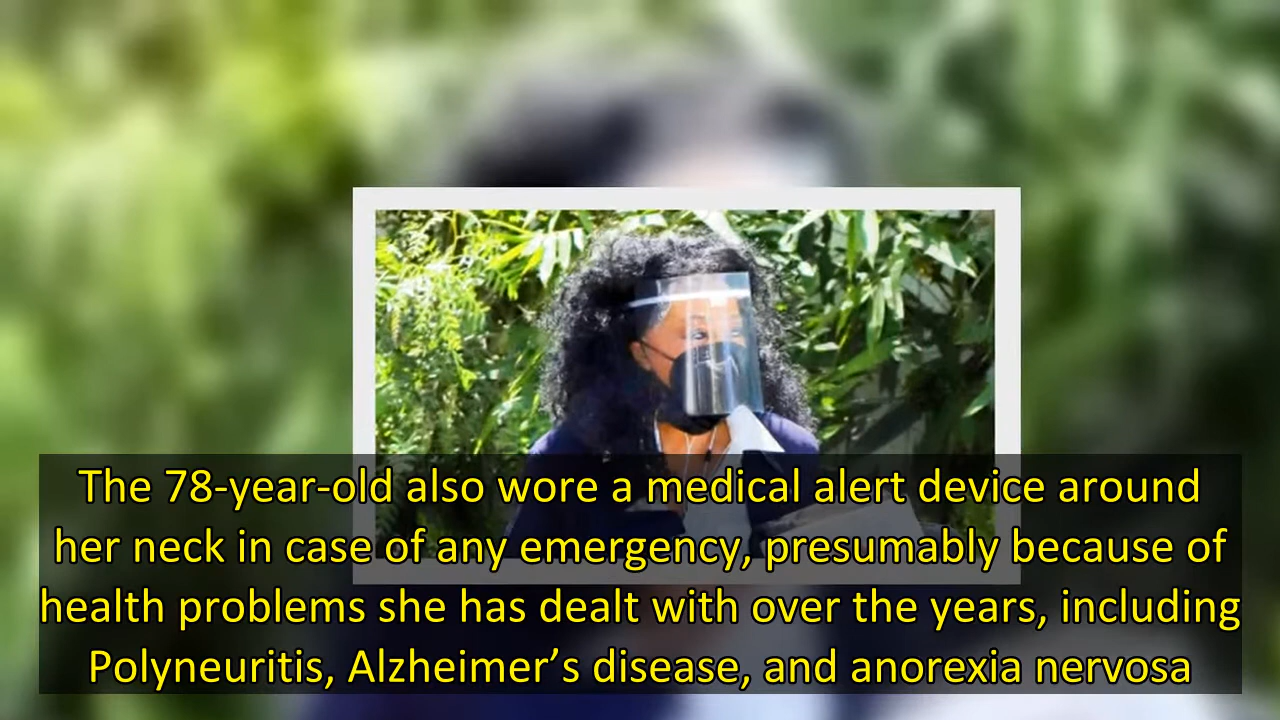 The 78-year-old also wore a medical alert device around
her neck in case of any emergency, presumably because of
health problems she has dealt with over the years, including
Polyneuritis, Alzheimer’s disease, and anorexia nervosa